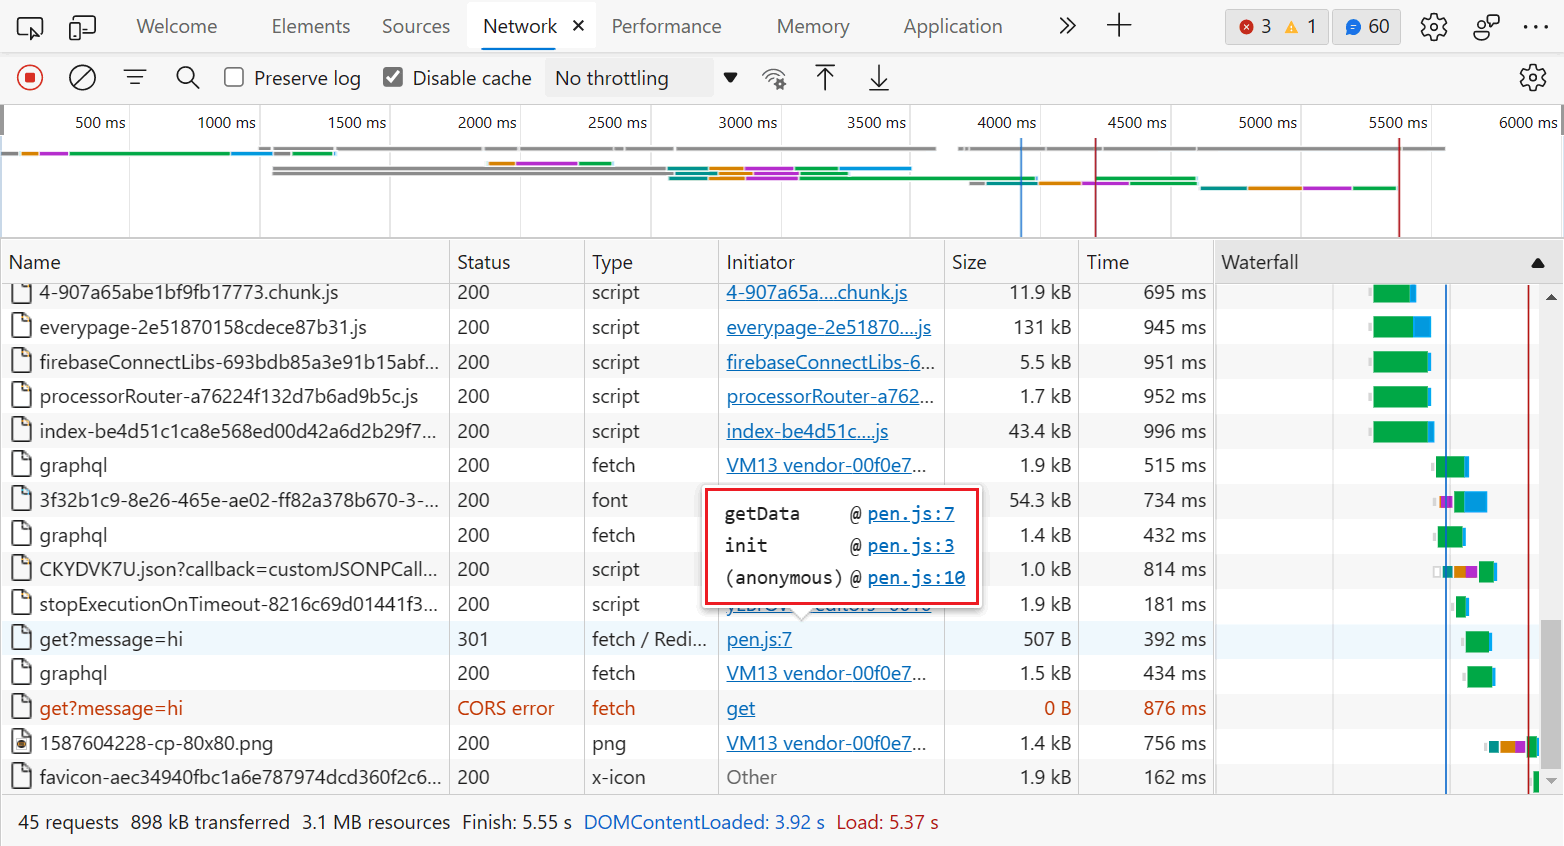 Welcome Elements Sources Network × Performance Memory Application 3 1 60
Preserve log Disable cache No throttling
500 ms 1000 ms 1500 ms 2000 ms 2500 ms 3000 ms 3500 ms 4000 ms 4500 ms 5000 ms 5500 ms 6000 ms
Name Status Type Initiator Size Time Waterfall
4-907a65abe1bf9fb17773.chunk.js 200 script 4-907a65a....chunk.js 11.9 kB 695 ms
everypage-2e51870158cdece87b31.js 200 script everypage-2e51870....js 131 kB 945 ms
firebaseConnectLibs-693bdb85a3e91b15abf... 200 script firebaseConnectLibs-6... 5.5 kB 951 ms
processorRouter-a76224f132d7b6ad9b5c.js 200 script processorRouter-a762... 1.7 kB 952 ms
index-be4d51c1ca8e568ed00d42a6d2b29f7... 200 script index-be4d51c....js 43.4 kB 996 ms
graphql 200 fetch VM13 vendor-00f0e7... 1.9 kB 515 ms
3f32b1c9-8e26-465e-ae02-ff82a378b670-3-... 200 font 54.3 kB 734 ms
getData @ pen.js:7
graphql 200 fetch 1.4 kB 432 ms
init @ pen.js:3
CKYDVK7U.json?callback=customJSONPCall... 200 script 1.0 kB 814 ms
(anonymous) @ pen.js:10
stopExecutionOnTimeout-8216c69d01441f3... 200 script 1.9 kB 181 ms
get?message=hi 301 fetch / Redi... pen.js:7 507 B 392 ms
graphql 200 fetch VM13 vendor-00f0e7... 1.5 kB 434 ms
get?message=hi CORS error fetch get 0 B 876 ms
1587604228-cp-80x80.png 200 png VM13 vendor-00f0e7... 1.4 kB 756 ms
favicon-aec34940fbc1a6e787974dcd360f2c6... 200 x-icon Other 1.9 kB 162 ms
45 requests 898 kB transferred 3.1 MB resources Finish: 5.55 s DOMContentLoaded: 3.92 s Load: 5.37 s